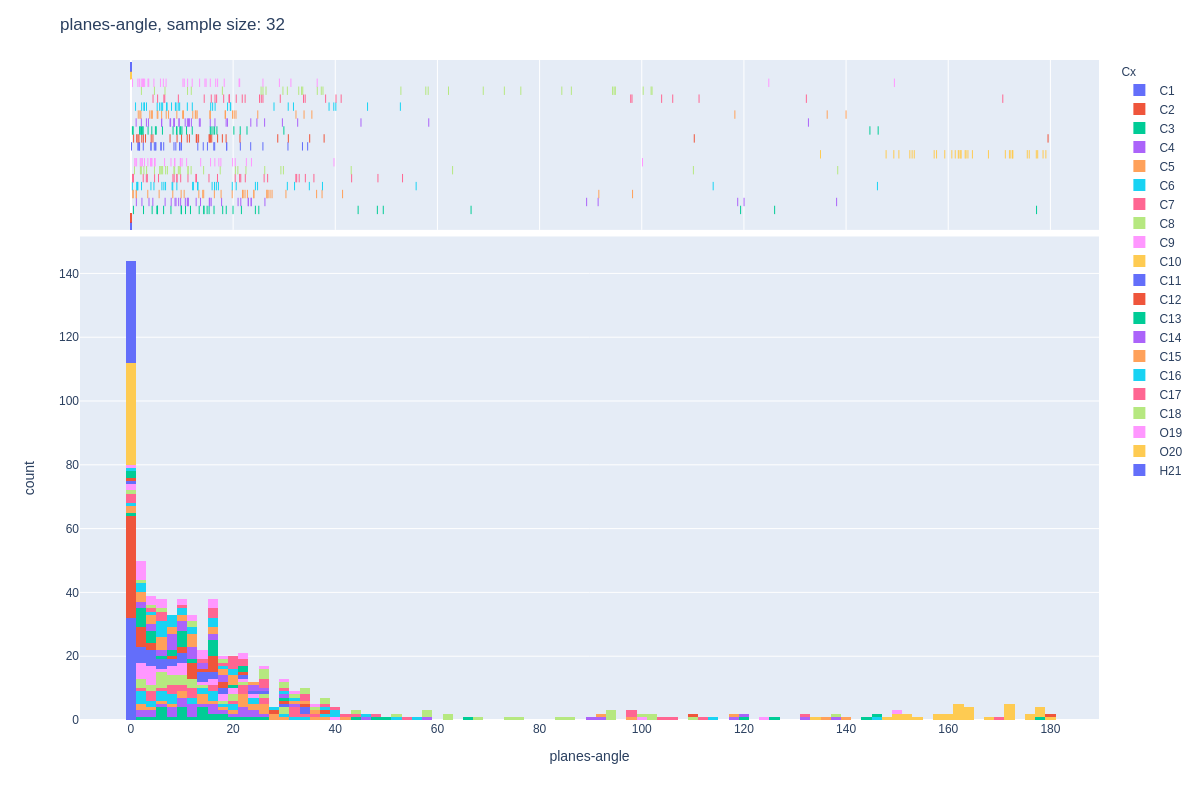 planes-angle, sample size: 32
Cx
C1
C2
C3
C4
C5
C6
C7
C8
C9
C10
C11
C12
C13
C14
C15
C16
C17
C18
O19
O20
H21
140
120
100
80
60
40
20
0
count
0 20 40 60 80 100 120 140 160 180
planes-angle